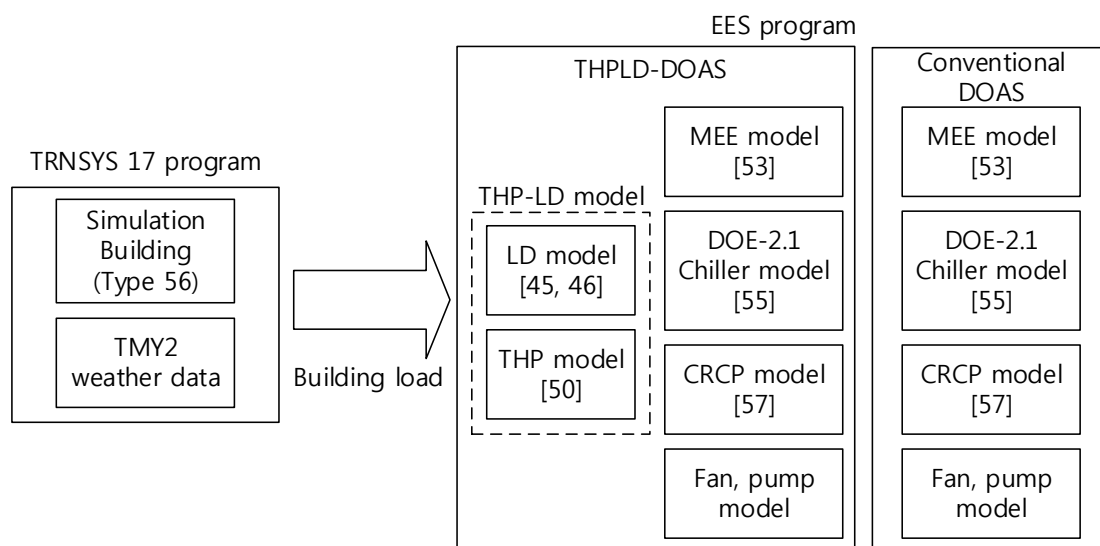 EES program
TRNSYS 17 program
Simulation
Building
(Type 56)
TMY2
weather data
Building load
THPLD-DOAS
THP-LD model
LD model
[45, 46]
THP model
[50]
MEE model
[53]
DOE-2.1
Chiller model
[55]
CRCP model
[57]
Fan, pump
model
Conventional
DOAS
MEE model
[53]
DOE-2.1
Chiller model
[55]
CRCP model
[57]
Fan, pump
model